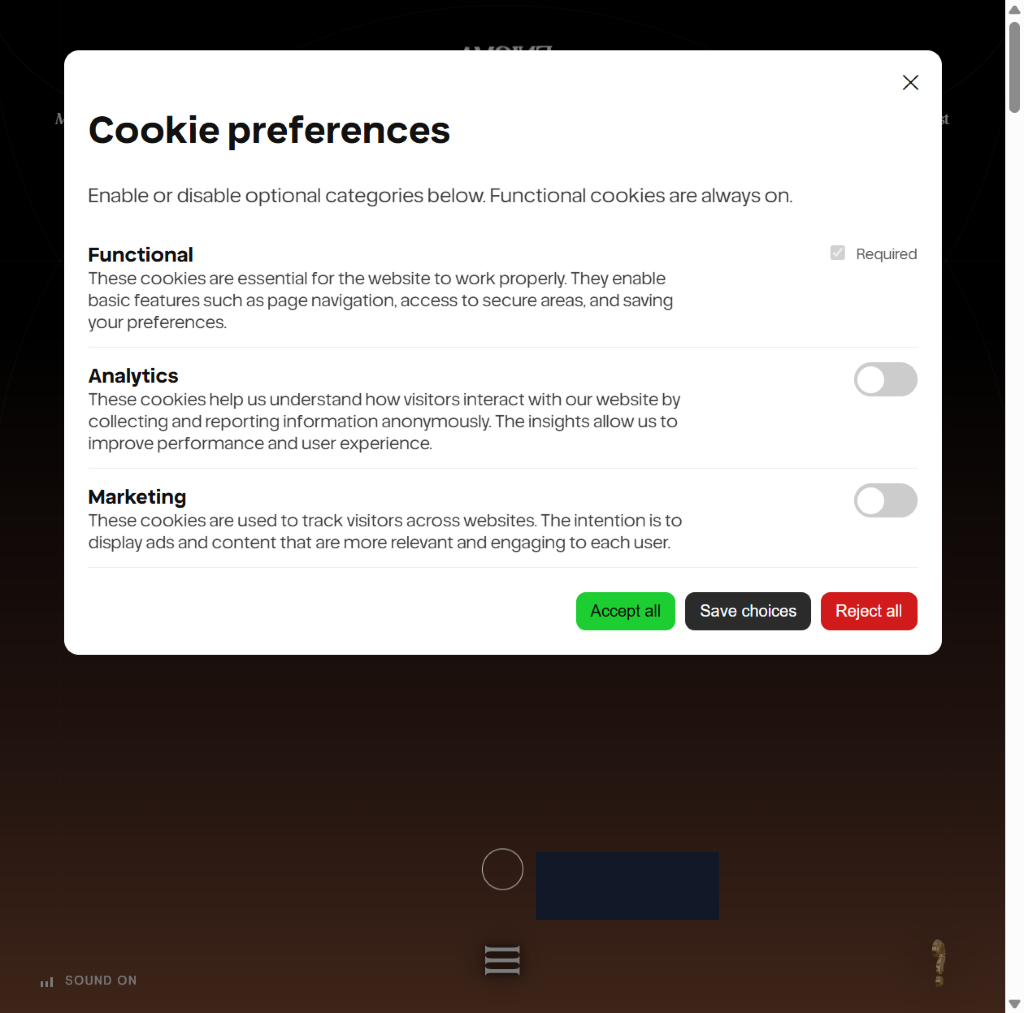 Cookie preferences
Enable or disable optional categories below. Functional cookies are always on.
Functional
Required
These cookies are essential for the website to work properly. They enable
basic features such as page navigation, access to secure areas, and saving
your preferences.
Analytics
These cookies help us understand how visitors interact with our website by
collecting and reporting information anonymously. The insights allow us to
improve performance and user experience.
Marketing
These cookies are used to track visitors across websites. The intention is to
display ads and content that are more relevant and engaging to each user.
Accept all
Save choices
Reject all
SOUND ON